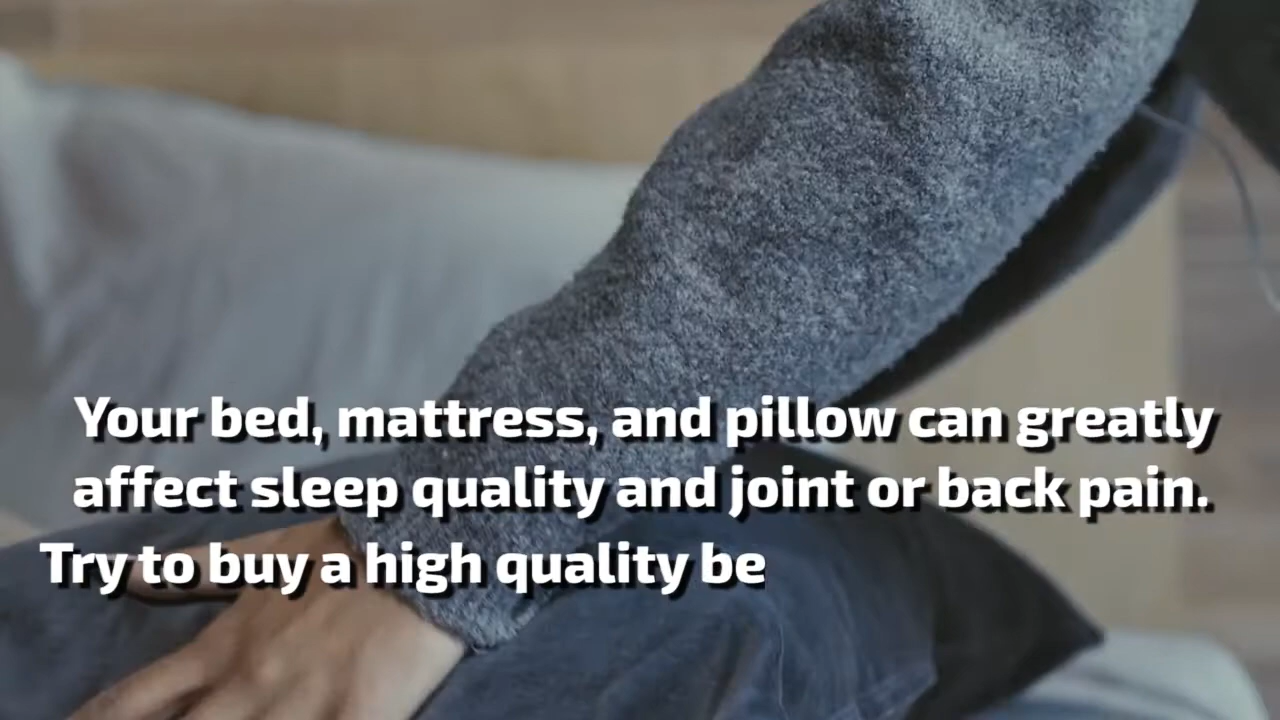 Your bed, mattress, and pillow can greatly
affect sleep quality and joint or back pain.
Try to buy a high quality be